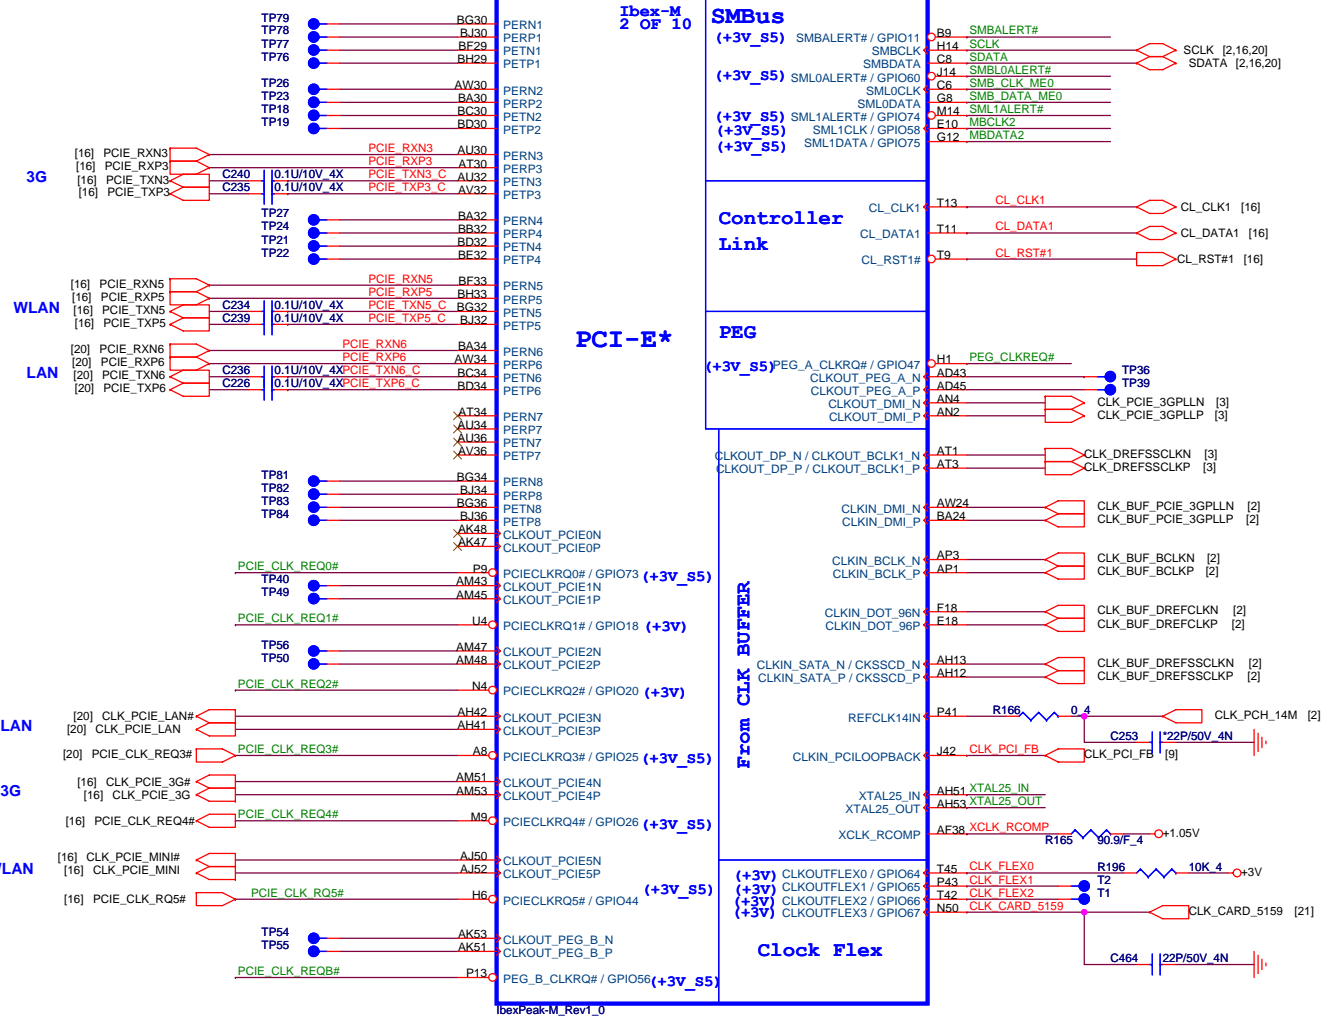 Ibex-M
2 OF 10
PCI-E*
TP79 BG30 PERN1
TP78 BJ30 PERP1
TP77 BF29 PETN1
TP76 BH29 PETP1
TP26 AW30 PERN2
TP23 BA30 PERP2
TP18 BC30 PETN2
TP19 BD30 PETP2
3G
[16] PCIE_RXN3 PCIE_RXN3 AU30 PERN3
[16] PCIE_RXP3 PCIE_RXP3 AT30 PERP3
[16] PCIE_TXN3 C240 0.1U/10V_4X PCIE_TXN3_C AU32 PETN3
[16] PCIE_TXP3 C235 0.1U/10V_4X PCIE_TXP3_C AV32 PETP3
TP27 BA32 PERN4
TP24 BB32 PERP4
TP21 BD32 PETN4
TP22 BE32 PETP4
WLAN
[16] PCIE_RXN5 PCIE_RXN5 BF33 PERN5
[16] PCIE_RXP5 PCIE_RXP5 BH33 PERP5
[16] PCIE_TXN5 C234 0.1U/10V_4X PCIE_TXN5_C BG32 PETN5
[16] PCIE_TXP5 C239 0.1U/10V_4X PCIE_TXP5_C BJ32 PETP5
LAN
[20] PCIE_RXN6 PCIE_RXN6 BA34 PERN6
[20] PCIE_RXP6 PCIE_RXP6 AW34 PERP6
[20] PCIE_TXN6 C236 0.1U/10V_4X PCIE_TXN6_C BC34 PETN6
[20] PCIE_TXP6 C226 0.1U/10V_4X PCIE_TXP6_C BD34 PETP6
AT34 PERN7
AU34 PERP7
AU36 PETN7
AV36 PETP7
TP81 BG34 PERN8
TP82 BJ34 PERP8
TP83 BG36 PETN8
TP84 BJ36 PETP8
AK48 CLKOUT_PCIE0N
AK47 CLKOUT_PCIE0P
PCIE_CLK_REQ0# P9 PCIECLKRQ0# / GPIO73 (+3V_S5)
TP40 AM43 CLKOUT_PCIE1N
TP49 AM45 CLKOUT_PCIE1P
PCIE_CLK_REQ1# U4 PCIECLKRQ1# / GPIO18 (+3V)
TP56 AM47 CLKOUT_PCIE2N
TP50 AM48 CLKOUT_PCIE2P
PCIE_CLK_REQ2# N4 PCIECLKRQ2# / GPIO20 (+3V)
LAN
[20] CLK_PCIE_LAN# AH42 CLKOUT_PCIE3N
[20] CLK_PCIE_LAN AH41 CLKOUT_PCIE3P
[20] PCIE_CLK_REQ3# PCIE_CLK_REQ3# A8 PCIECLKRQ3# / GPIO25 (+3V_S5)
3G
[16] CLK_PCIE_3G# AM51 CLKOUT_PCIE4N
[16] CLK_PCIE_3G AM53 CLKOUT_PCIE4P
[16] PCIE_CLK_REQ4# PCIE_CLK_REQ4# M9 PCIECLKRQ4# / GPIO26 (+3V_S5)
LAN
[16] CLK_PCIE_MINI# AJ50 CLKOUT_PCIE5N
[16] CLK_PCIE_MINI AJ52 CLKOUT_PCIE5P
[16] PCIE_CLK_RQ5# PCIE_CLK_RQ5# H6 PCIECLKRQ5# / GPIO44 (+3V_S5)
TP54 AK53 CLKOUT_PEG_B_N
TP55 AK51 CLKOUT_PEG_B_P
PCIE_CLK_REQB# P13 PEG_B_CLKRQ# / GPIO56 (+3V_S5)
IbexPeak-M_Rev1_0
SMBus
(+3V_S5) SMBALERT# / GPIO11 B9 SMBALERT#
SMBCLK H14 SCLK SCLK [2,16,20]
SMBDATA C8 SDATA SDATA [2,16,20]
(+3V_S5) SML0ALERT# / GPIO60 J14 SMBL0ALERT#
SML0CLK C6 SMB_CLK_ME0
SML0DATA G8 SMB_DATA_ME0
(+3V_S5) SML1ALERT# / GPIO74 M14 SML1ALERT#
(+3V_S5) SML1CLK / GPIO58 E10 MBCLK2
(+3V_S5) SML1DATA / GPIO75 G12 MBDATA2
Controller
Link
CL_CLK1 T13 CL_CLK1 CL_CLK1 [16]
CL_DATA1 T11 CL_DATA1 CL_DATA1 [16]
CL_RST1# T9 CL_RST#1 CL_RST#1 [16]
PEG
(+3V_S5) PEG_A_CLKRQ# / GPIO47 H1 PEG_CLKREQ#
CLKOUT_PEG_A_N AD43 TP36
CLKOUT_PEG_A_P AD45 TP39
CLKOUT_DMI_N AN4 CLK_PCIE_3GPLLN [3]
CLKOUT_DMI_P AN2 CLK_PCIE_3GPLLP [3]
From CLK BUFFER
CLKOUT_DP_N / CLKOUT_BCLK1_N AT1 CLK_DREFSSCLKN [3]
CLKOUT_DP_P / CLKOUT_BCLK1_P AT3 CLK_DREFSSCLKP [3]
CLKIN_DMI_N AW24 CLK_BUF_PCIE_3GPLLN [2]
CLKIN_DMI_P BA24 CLK_BUF_PCIE_3GPLLP [2]
CLKIN_BCLK_N AP3 CLK_BUF_BCLKN [2]
CLKIN_BCLK_P AP1 CLK_BUF_BCLKP [2]
CLKIN_DOT_96N F18 CLK_BUF_DREFCLKN [2]
CLKIN_DOT_96P E18 CLK_BUF_DREFCLKP [2]
CLKIN_SATA_N / CKSSCD_N AH13 CLK_BUF_DREFSSCLKN [2]
CLKIN_SATA_P / CKSSCD_P AH12 CLK_BUF_DREFSSCLKP [2]
REFCLK14IN P41 R166 0_4 CLK_PCH_14M [2]
C253 *22P/50V_4N
CLKIN_PCILOOPBACK J42 CLK_PCI_FB CLK_PCI_FB [9]
XTAL25_IN AH51 XTAL25_IN
XTAL25_OUT AH53 XTAL25_OUT
XCLK_RCOMP AF38 XCLK_RCOMP R165 90.9/F_4 +1.05V
(+3V) CLKOUTFLEX0 / GPIO64 T45 CLK_FLEX0 R196 10K_4 +3V
(+3V) CLKOUTFLEX1 / GPIO65 P43 CLK_FLEX1 T2
(+3V) CLKOUTFLEX2 / GPIO66 T42 CLK_FLEX2 T1
(+3V) CLKOUTFLEX3 / GPIO67 N50 CLK_CARD_5159 CLK_CARD_5159 [21]
Clock Flex
C464 22P/50V_4N